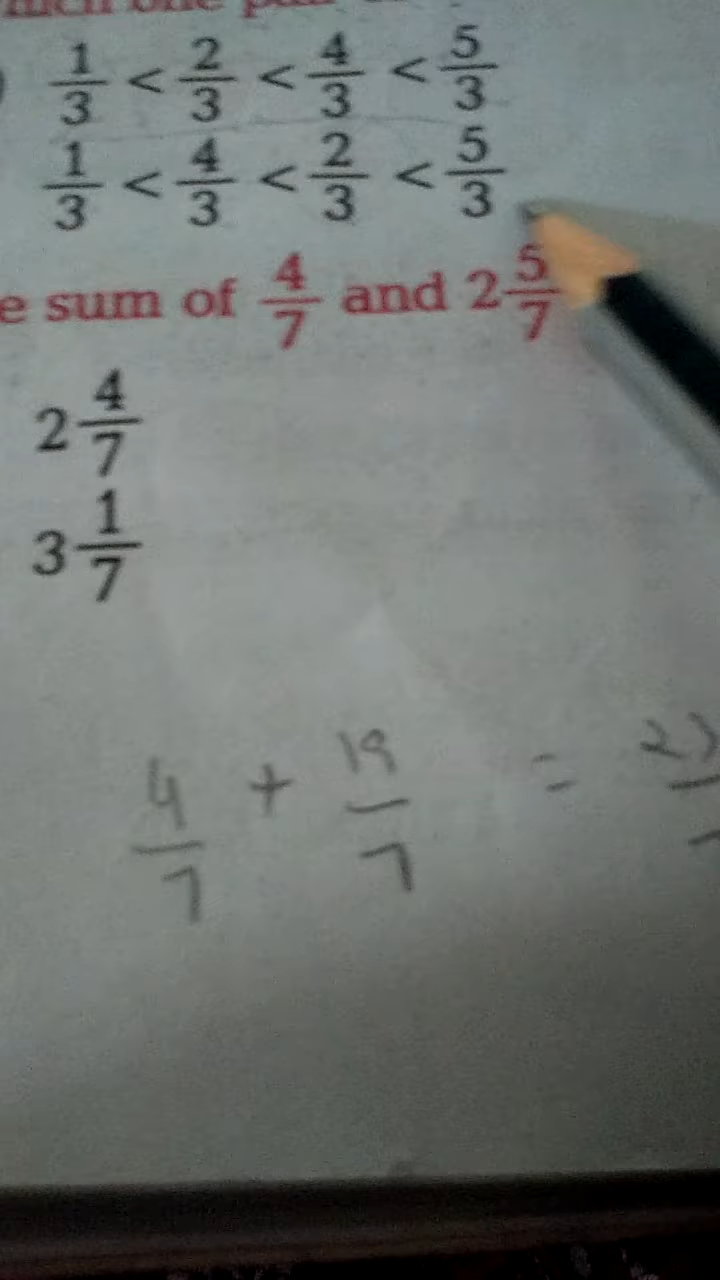 1/3 < 2/3 < 4/3 < 5/3
1/3 < 4/3 < 2/3 < 5/3
e sum of 4/7 and 2 5/7
2 4/7
3 1/7
4/7 + 19/7 =